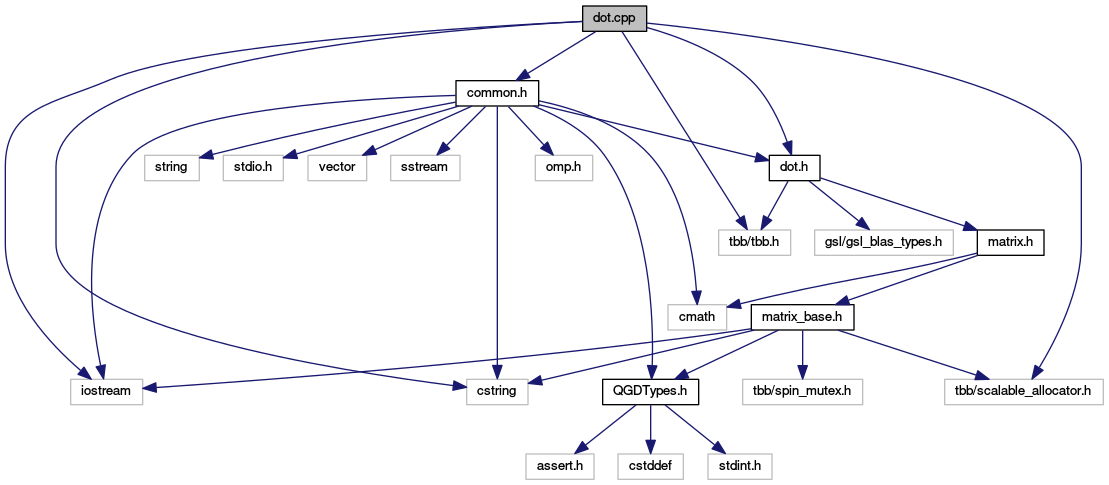 dot.cpp
common.h
string
stdio.h
vector
sstream
omp.h
dot.h
tbb/tbb.h
gsl/gsl_blas_types.h
matrix.h
cmath
matrix_base.h
iostream
cstring
QGDTypes.h
tbb/spin_mutex.h
tbb/scalable_allocator.h
assert.h
cstddef
stdint.h